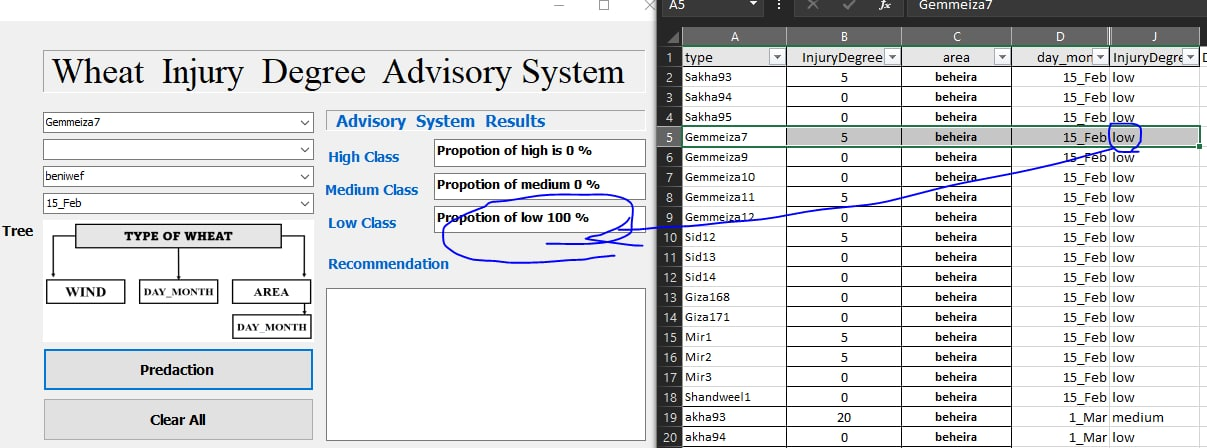 Wheat Injury Degree Advisory System
Gemmeiza7
beniwef
15_Feb
Tree
TYPE OF WHEAT
WIND DAY_MONTH AREA
DAY_MONTH
Predaction
Clear All
Advisory System Results
High Class Propotion of high is 0 %
Medium Class Propotion of medium 0 %
Low Class Propotion of low 100 %
Recommendation
A5 fx Gemmeiza7
A B C D J
1 type InjuryDegree area day_mon InjuryDegre
2 Sakha93 5 beheira 15_Feb low
3 Sakha94 0 beheira 15_Feb low
4 Sakha95 0 beheira 15_Feb low
5 Gemmeiza7 5 beheira 15_Feb low
6 Gemmeiza9 0 beheira 15_Feb low
7 Gemmeiza10 0 beheira 15_Feb low
8 Gemmeiza11 5 beheira 15_Feb low
9 Gemmeiza12 0 beheira 15_Feb low
10 Sid12 5 beheira 15_Feb low
11 Sid13 0 beheira 15_Feb low
12 Sid14 0 beheira 15_Feb low
13 Giza168 0 beheira 15_Feb low
14 Giza171 0 beheira 15_Feb low
15 Mir1 5 beheira 15_Feb low
16 Mir2 5 beheira 15_Feb low
17 Mir3 0 beheira 15_Feb low
18 Shandweel1 0 beheira 15_Feb low
19 akha93 20 beheira 1_Mar medium
20 akha94 0 beheira 1_Mar low